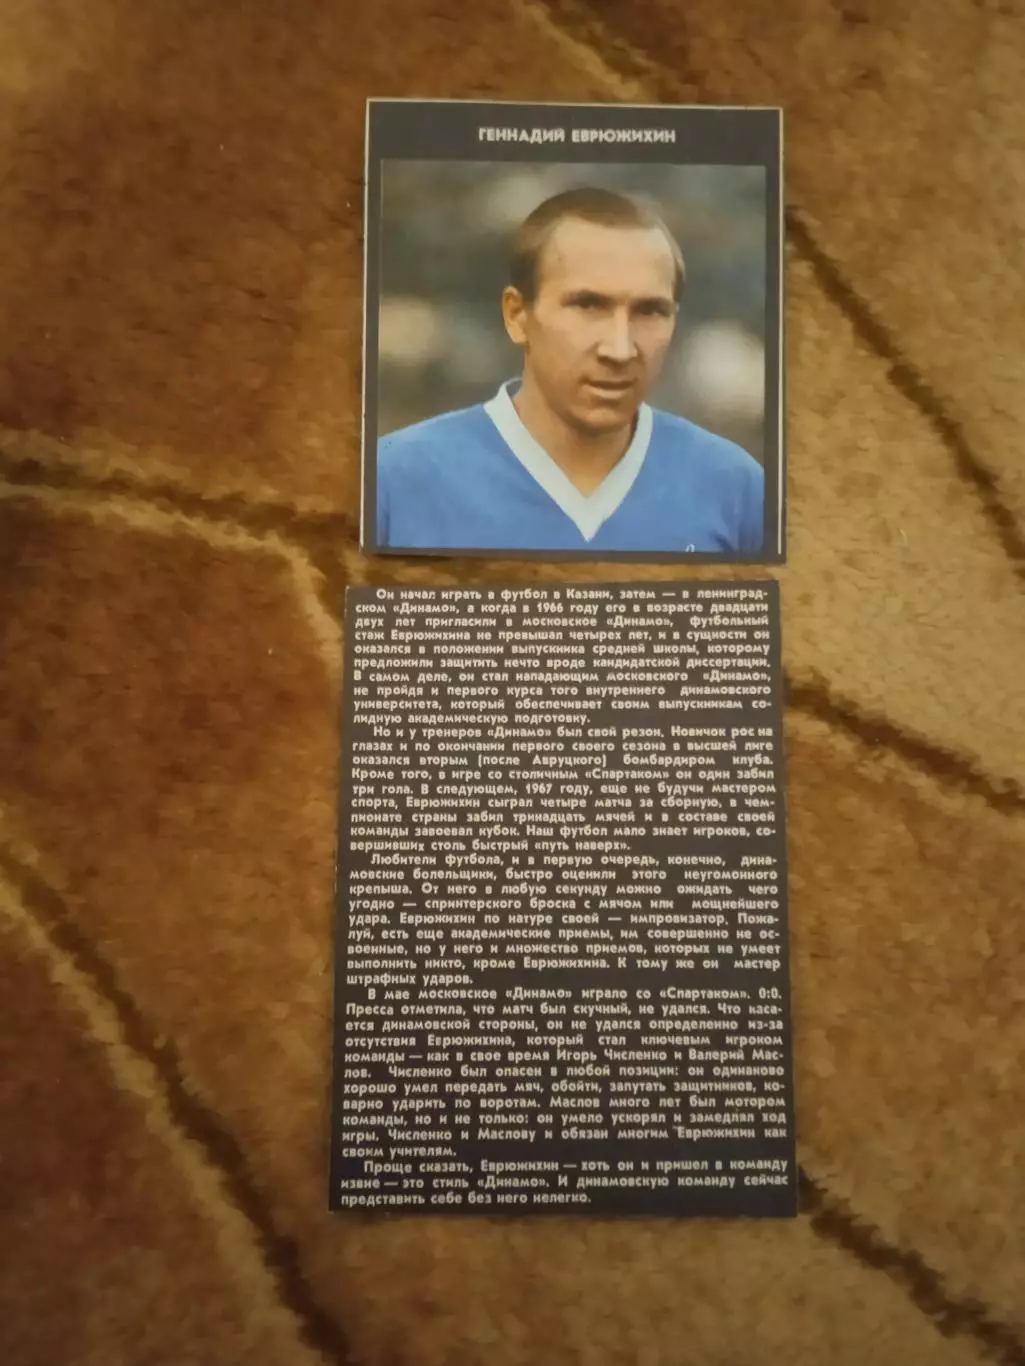 ГЕННАДИЙ ЕВРЮЖИХИН
Он начал играть в футбол в Казани, затем — в ленинград-
ском «Динамо», а когда в 1966 году его в возрасте двадцати
двух лет пригласили в московское «Динамо», футбольный
стаж Еврюжихина не превышал четырех лет, и в сущности он
оказался в положении выпускника средней школы, которому
предложили защитить нечто вроде кандидатской диссертации.
В самом деле, он стал нападающим московского «Динамо»,
не пройдя и первого курса того внутреннего динамовского
университета, который обеспечивает своим выпускникам со-
лидную академическую подготовку.
Но и у тренеров «Динамо» был свой резон. Новичок рос на
глазах и по окончании первого своего сезона в высшей лиге
оказался вторым (после Авруцкого) бомбардиром клуба.
Кроме того, в игре со столичным «Спартаком» он один забил
три гола. В следующем, 1967 году, еще не будучи мастером
спорта, Еврюжихин сыграл четыре матча за сборную, в чем-
пионате страны забил тринадцать мячей и в составе своей
команды завоевал кубок. Наш футбол мало знает игроков, со-
вершивших столь быстрый «путь наверх».
Любители футбола, и в первую очередь, конечно, дина-
мовские болельщики, быстро оценили этого неугомонного
крепыша. От него в любую секунду можно ожидать чего
угодно — спринтерского броска с мячом или мощнейшего
удара. Еврюжихин по натуре своей — импровизатор. Пожа-
луй, есть еще академические приемы, им совершенно не ос-
военные, но у него и множество приемов, которых не умеет
выполнить никто, кроме Еврюжихина. К тому же он мастер
штрафных ударов.
В мае московское «Динамо» играло со «Спартаком». 0:0.
Пресса отметила, что матч был скучный, не удался. Что каса-
ется динамовской стороны, он не удался определенно из-за
отсутствия Еврюжихина, который стал ключевым игроком
команды — как в свое время Игорь Численко и Валерий Мас-
лов. Численко был опасен в любой позиции: он одинаково
хорошо умел передать мяч, обойти, запутать защитников, ко-
варно ударить по воротам. Маслов много лет был мотором
команды, но и не только: он умело ускорял и замедлял ход
игры. Численко и Маслову и обязан многим Еврюжихин как
своим учителям.
Проще сказать, Еврюжихин — хоть он и пришел в команду
извне — это стиль «Динамо». И динамовскую команду сейчас
представить себе без него нелегко.